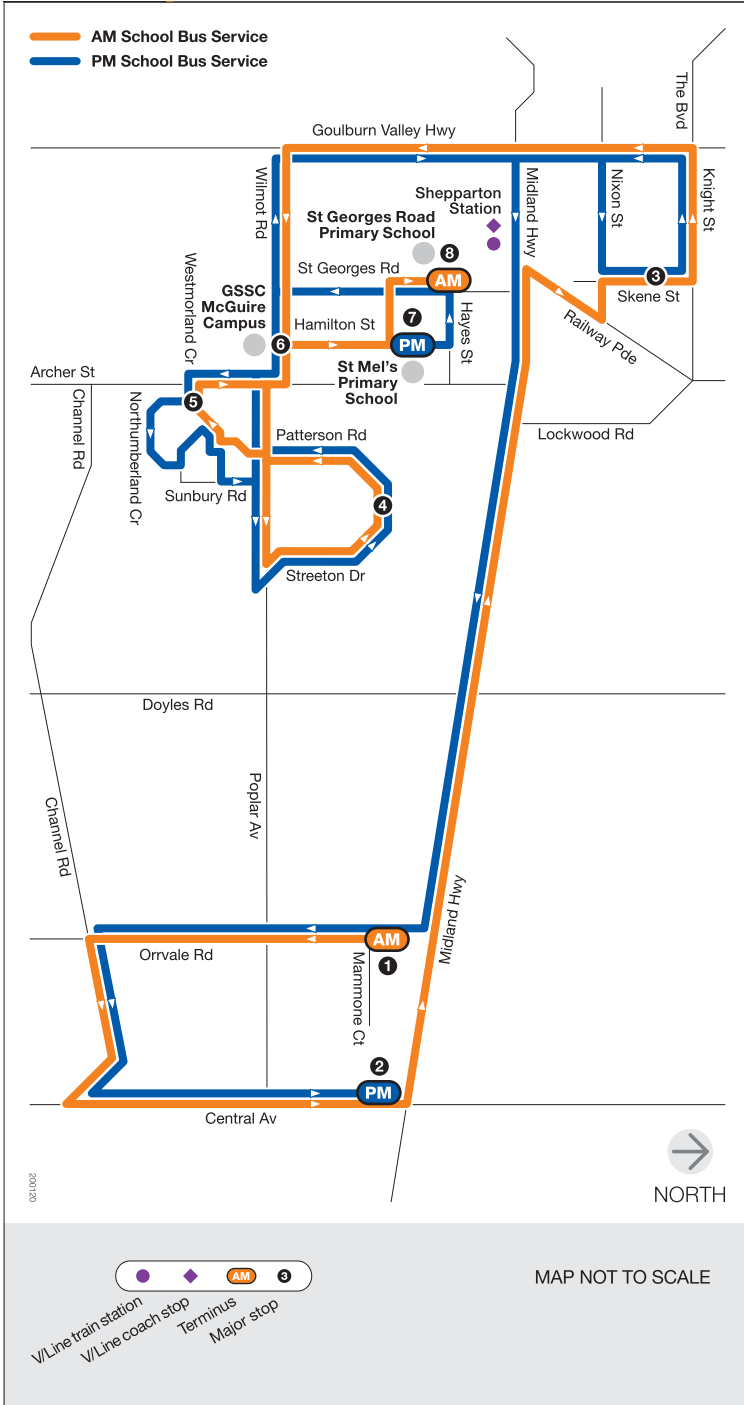 AM School Bus Service
PM School Bus Service
The Bvd
Goulburn Valley Hwy
Wilmot Rd
Midland Hwy
Nixon St
Knight St
Shepparton
Station
St Georges Road
Primary School
8
Westmorland Cr
St Georges Rd
AM
3
Skene St
GSSC
McGuire
Campus
7
Hamilton St
6
PM
Hayes St
Railway Pde
St Mel's
Primary
School
Archer St
5
Channel Rd
Northumberland Cr
Patterson Rd
Lockwood Rd
Sunbury Rd
4
Streeton Dr
Doyles Rd
Poplar Av
Channel Rd
Midland Hwy
AM
Orrvale Rd
1
Mammone Ct
2
PM
Central Av
200120
NORTH
AM
3
MAP NOT TO SCALE
V/Line train station
V/Line coach stop
Terminus
Major stop